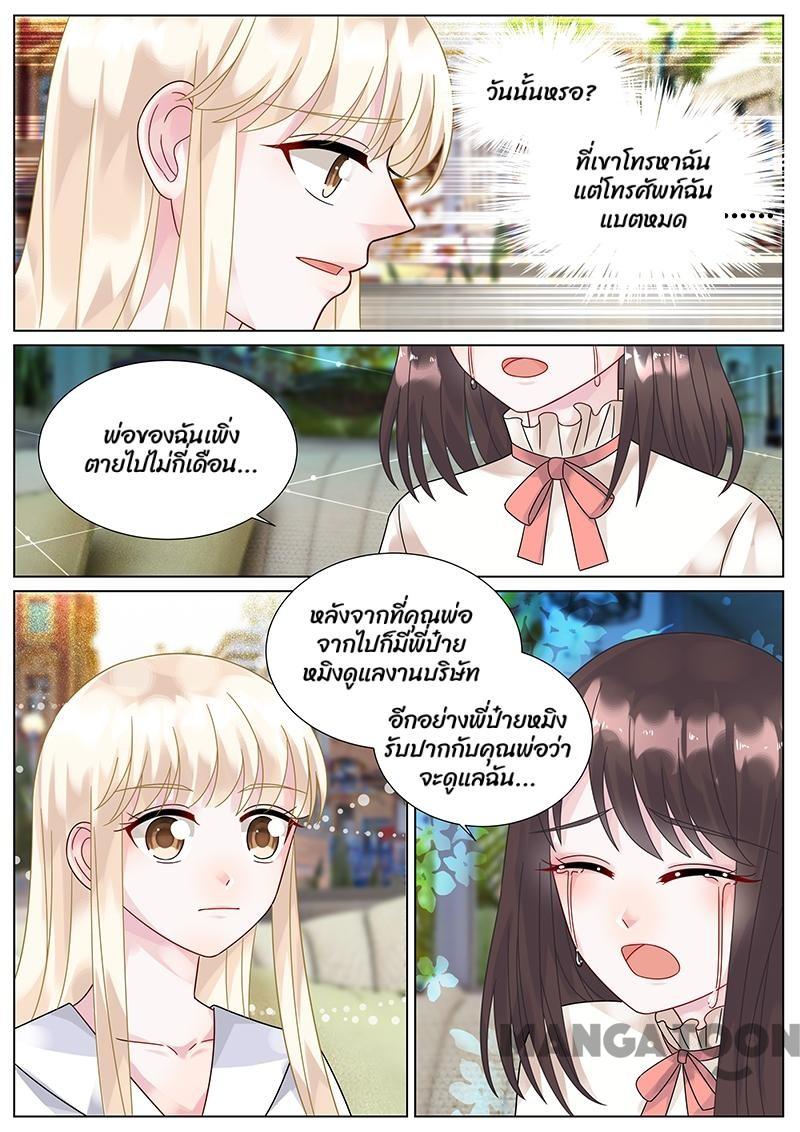 วันนั้นหรอ?
ที่เขาโทรหาฉัน
แต่โทรศัพท์ฉัน
แบตหมด
......
พ่อของฉันเพิ่ง
ตายไปไม่กี่เดือน...
หลังจากที่คุณพ่อ
จากไปก็มีพี่ป๋าย
หมิงดูแลงานบริษัท
อีกอย่างพี่ป๋ายหมิง
รับปากกับคุณพ่อว่า
จะดูแลฉัน...
MANGATOON